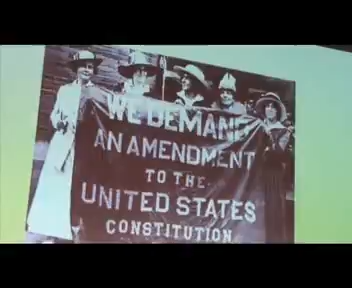 WE DEMAND
AN AMENDMENT
TO THE
UNITED STATES
CONSTITUTION